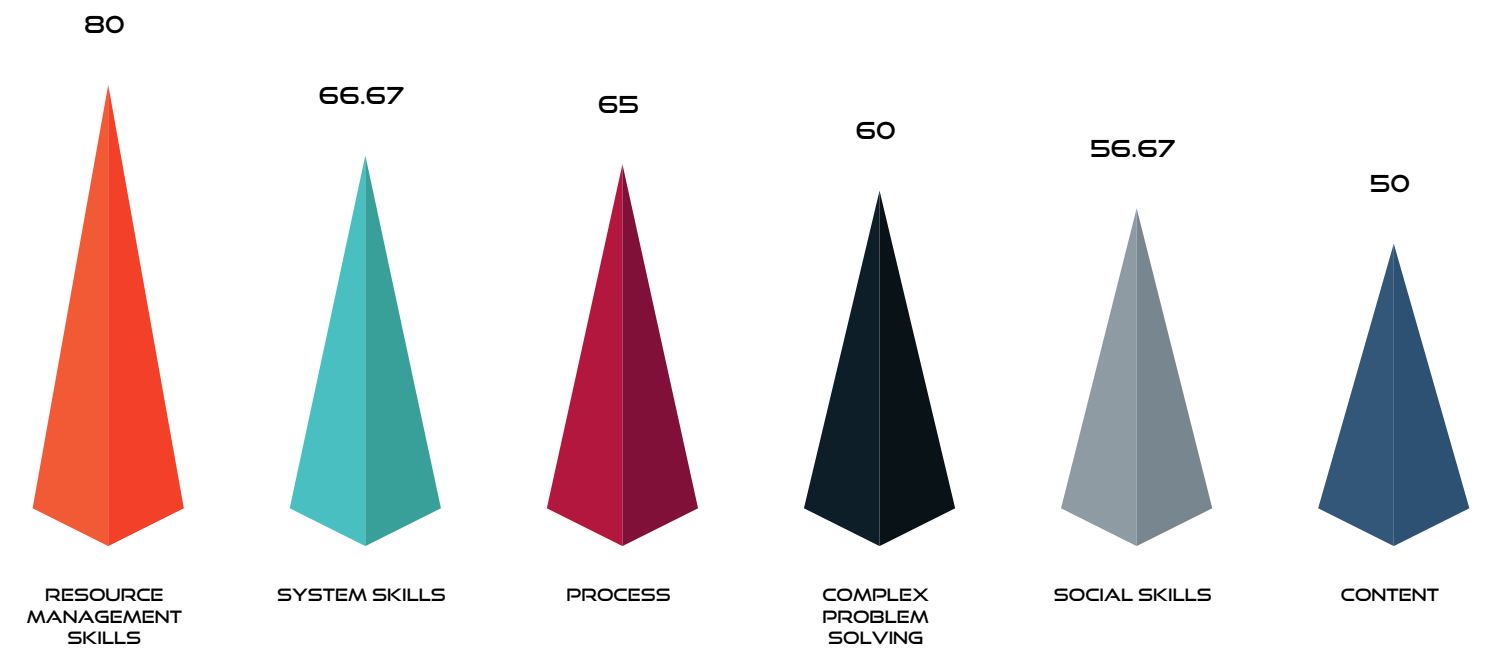 80
66.67
65
60
56.67
50
RESOURCE
MANAGEMENT
SKILLS
SYSTEM SKILLS
PROCESS
COMPLEX
PROBLEM
SOLVING
SOCIAL SKILLS
CONTENT